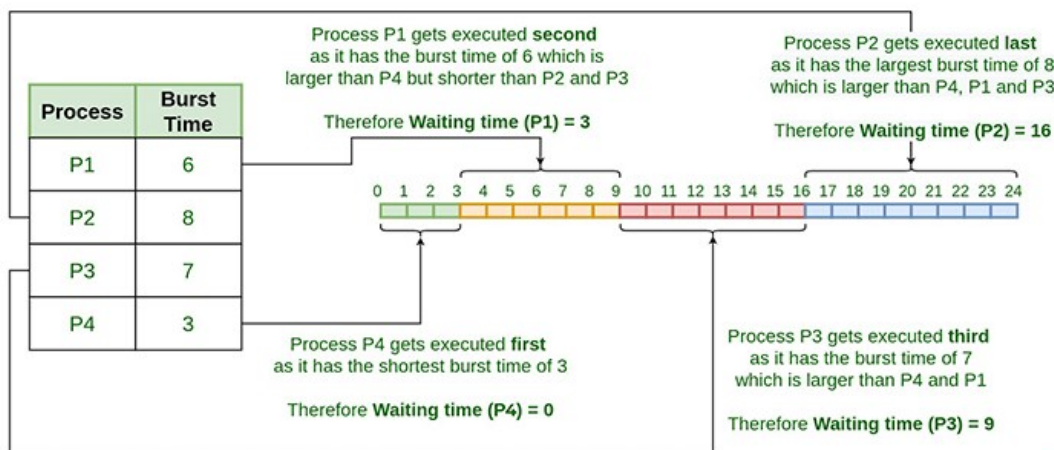 Process P1 gets executed second
as it has the burst time of 6 which is
larger than P4 but shorter than P2 and P3
Therefore Waiting time (P1) = 3
Process P2 gets executed last
as it has the largest burst time of 8
which is larger than P4, P1 and P3
Therefore Waiting time (P2) = 16
Process Burst Time
P1 6
P2 8
P3 7
P4 3
0 1 2 3 4 5 6 7 8 9 10 11 12 13 14 15 16 17 18 19 20 21 22 23 24
Process P4 gets executed first
as it has the shortest burst time of 3
Therefore Waiting time (P4) = 0
Process P3 gets executed third
as it has the burst time of 7
which is larger than P4 and P1
Therefore Waiting time (P3) = 9